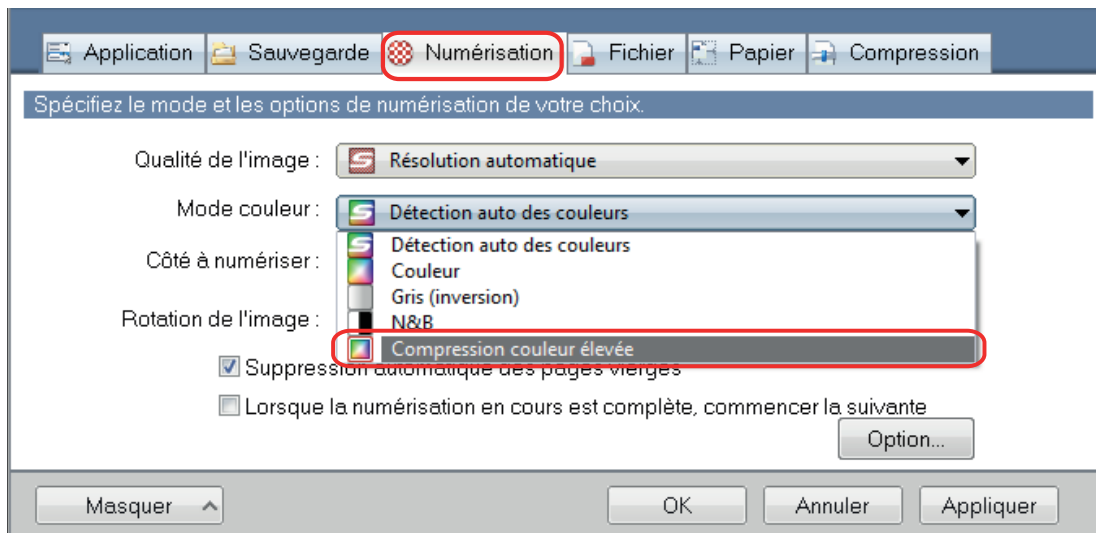 Application Sauvegarde Numérisation Fichier Papier Compression
Spécifiez le mode et les options de numérisation de votre choix.
Qualité de l'image : Résolution automatique
Mode couleur : Détection auto des couleurs
Détection auto des couleurs
Côté à numériser :
Couleur
Gris (inversion)
Rotation de l'image :
N&B
Compression couleur élevée
Suppression automatique des pages vierges
Lorsque la numérisation en cours est complète, commencer la suivante
Option...
Masquer OK Annuler Appliquer